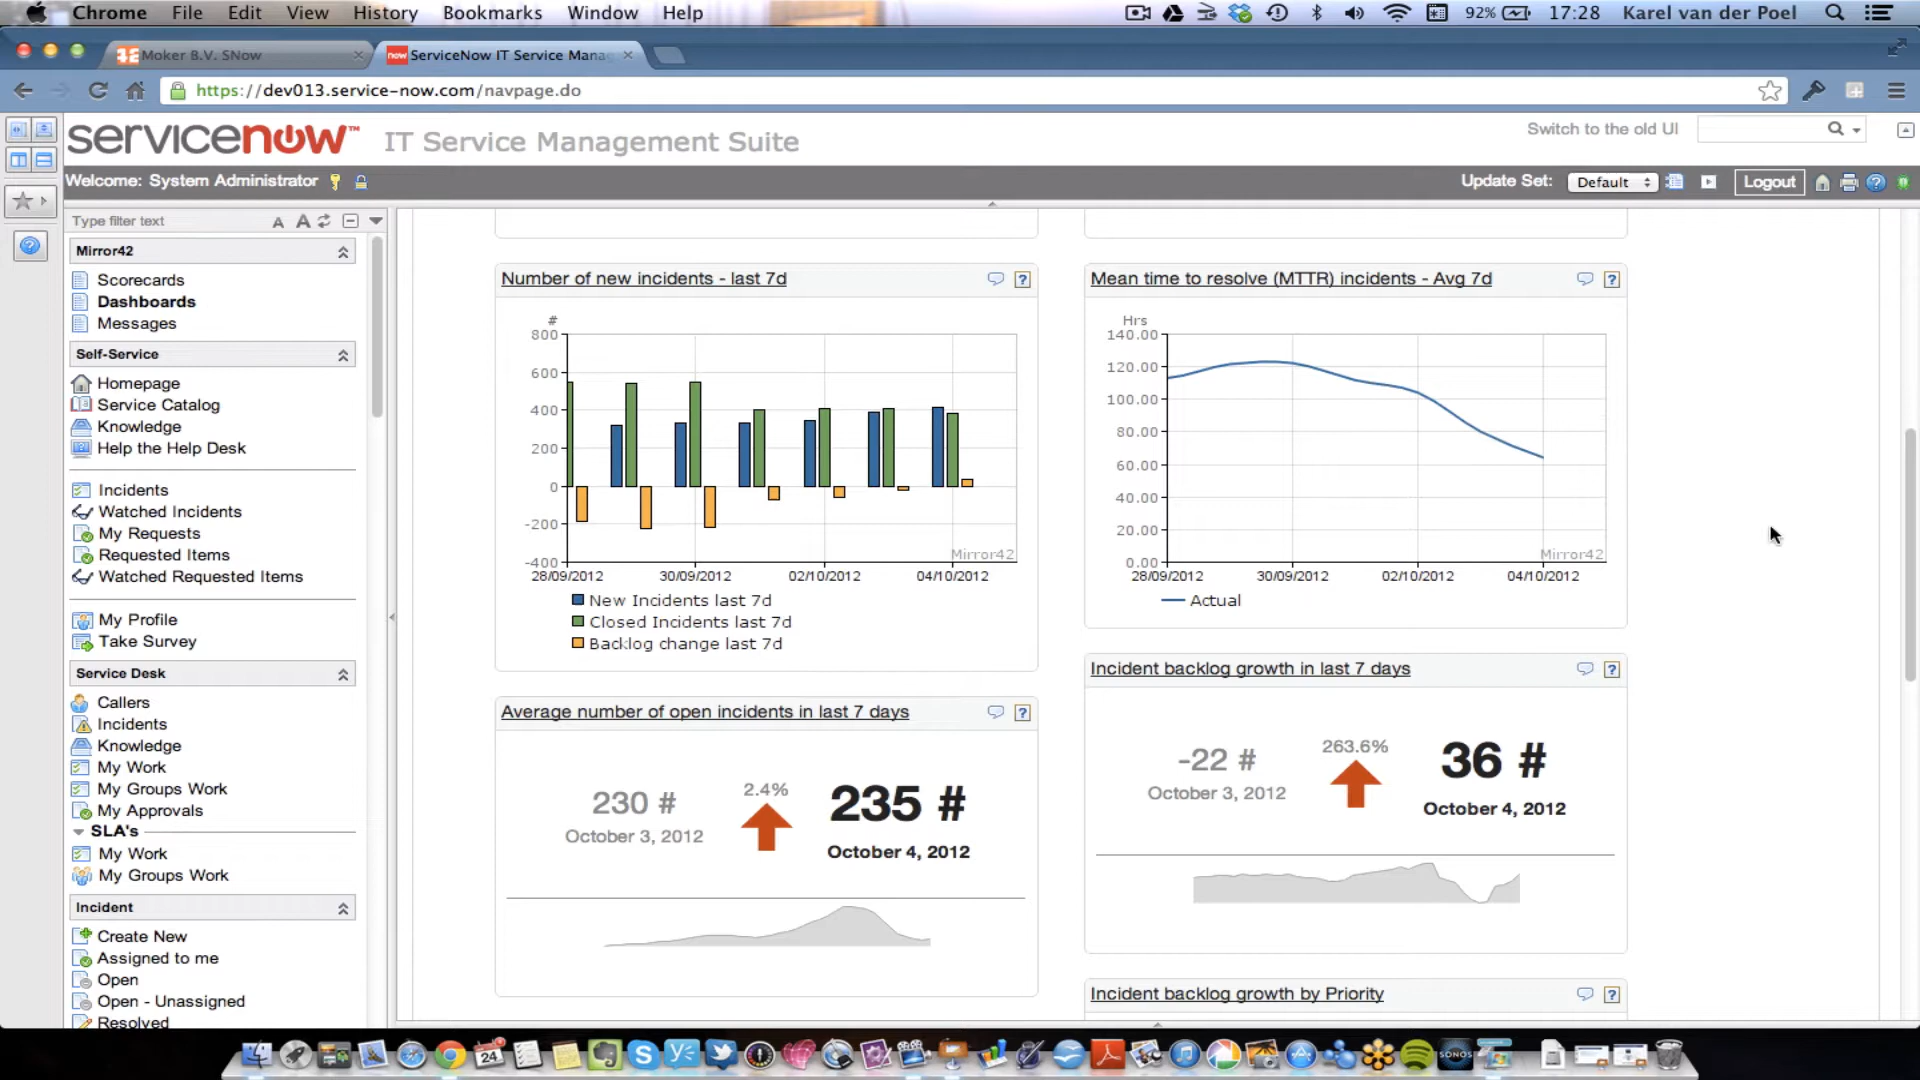 Chrome File Edit View History Bookmarks Window Help
92% 17:28 Karel van der Poel
Moker B.V. SNow
ServiceNow IT Service Mana
https://dev013.service-now.com/navpage.do
servicenow™ IT Service Management Suite
Switch to the old UI
Welcome: System Administrator
Update Set: Default Logout
Type filter text A A
Mirror42
Scorecards
Dashboards
Messages
Self-Service
Homepage
Service Catalog
Knowledge
Help the Help Desk
Incidents
Watched Incidents
My Requests
Requested Items
Watched Requested Items
My Profile
Take Survey
Service Desk
Callers
Incidents
Knowledge
My Work
My Groups Work
My Approvals
SLA's
My Work
My Groups Work
Incident
Create New
Assigned to me
Open
Open - Unassigned
Resolved
Number of new incidents - last 7d
#
800
600
400
200
0
-200
-400
Mirror42
28/09/2012 30/09/2012 02/10/2012 04/10/2012
New Incidents last 7d
Closed Incidents last 7d
Backlog change last 7d
Average number of open incidents in last 7 days
230 #
October 3, 2012
2.4%
235 #
October 4, 2012
Mean time to resolve (MTTR) incidents - Avg 7d
Hrs
140.00
120.00
100.00
80.00
60.00
40.00
20.00
0.00
Mirror42
28/09/2012 30/09/2012 02/10/2012 04/10/2012
Actual
Incident backlog growth in last 7 days
-22 #
October 3, 2012
263.6%
36 #
October 4, 2012
Incident backlog growth by Priority
24
SONOS